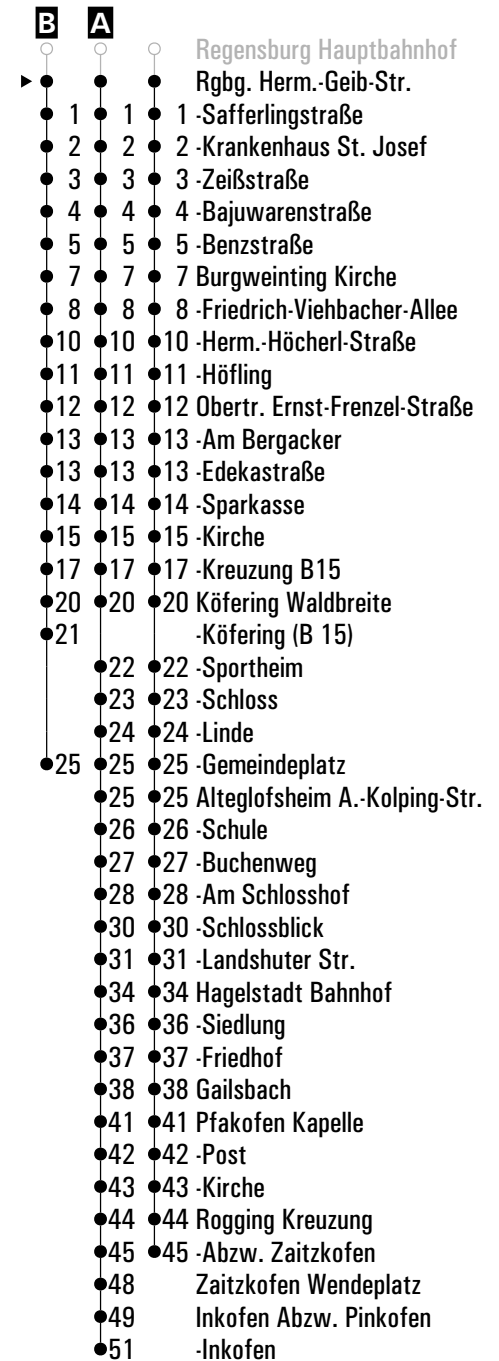 B A
Regensburg Hauptbahnhof
Rgbg. Herm.-Geib-Str.
1 1 1 -Safferlingstraße
2 2 2 -Krankenhaus St. Josef
3 3 3 -Zeißstraße
4 4 4 -Bajuwarenstraße
5 5 5 -Benzstraße
7 7 7 Burgweinting Kirche
8 8 8 -Friedrich-Viehbacher-Allee
10 10 10 -Herm.-Höcherl-Straße
11 11 11 -Höfling
12 12 12 Obertr. Ernst-Frenzel-Straße
13 13 13 -Am Bergacker
13 13 13 -Edekastraße
14 14 14 -Sparkasse
15 15 15 -Kirche
17 17 17 -Kreuzung B15
20 20 20 Köfering Waldbreite
21 -Köfering (B 15)
22 22 -Sportheim
23 23 -Schloss
24 24 -Linde
25 25 25 -Gemeindeplatz
25 25 Alteglofsheim A.-Kolping-Str.
26 26 -Schule
27 27 -Buchenweg
28 28 -Am Schlosshof
30 30 -Schlossblick
31 31 -Landshuter Str.
34 34 Hagelstadt Bahnhof
36 36 -Siedlung
37 37 -Friedhof
38 38 Gailsbach
41 41 Pfakofen Kapelle
42 42 -Post
43 43 -Kirche
44 44 Rogging Kreuzung
45 45 -Abzw. Zaitzkofen
48 Zaitzkofen Wendeplatz
49 Inkofen Abzw. Pinkofen
51 -Inkofen